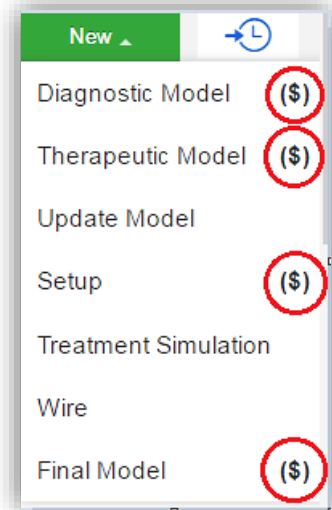 New
Diagnostic Model ($)
Therapeutic Model ($)
Update Model
Setup ($)
Treatment Simulation
Wire
Final Model ($)